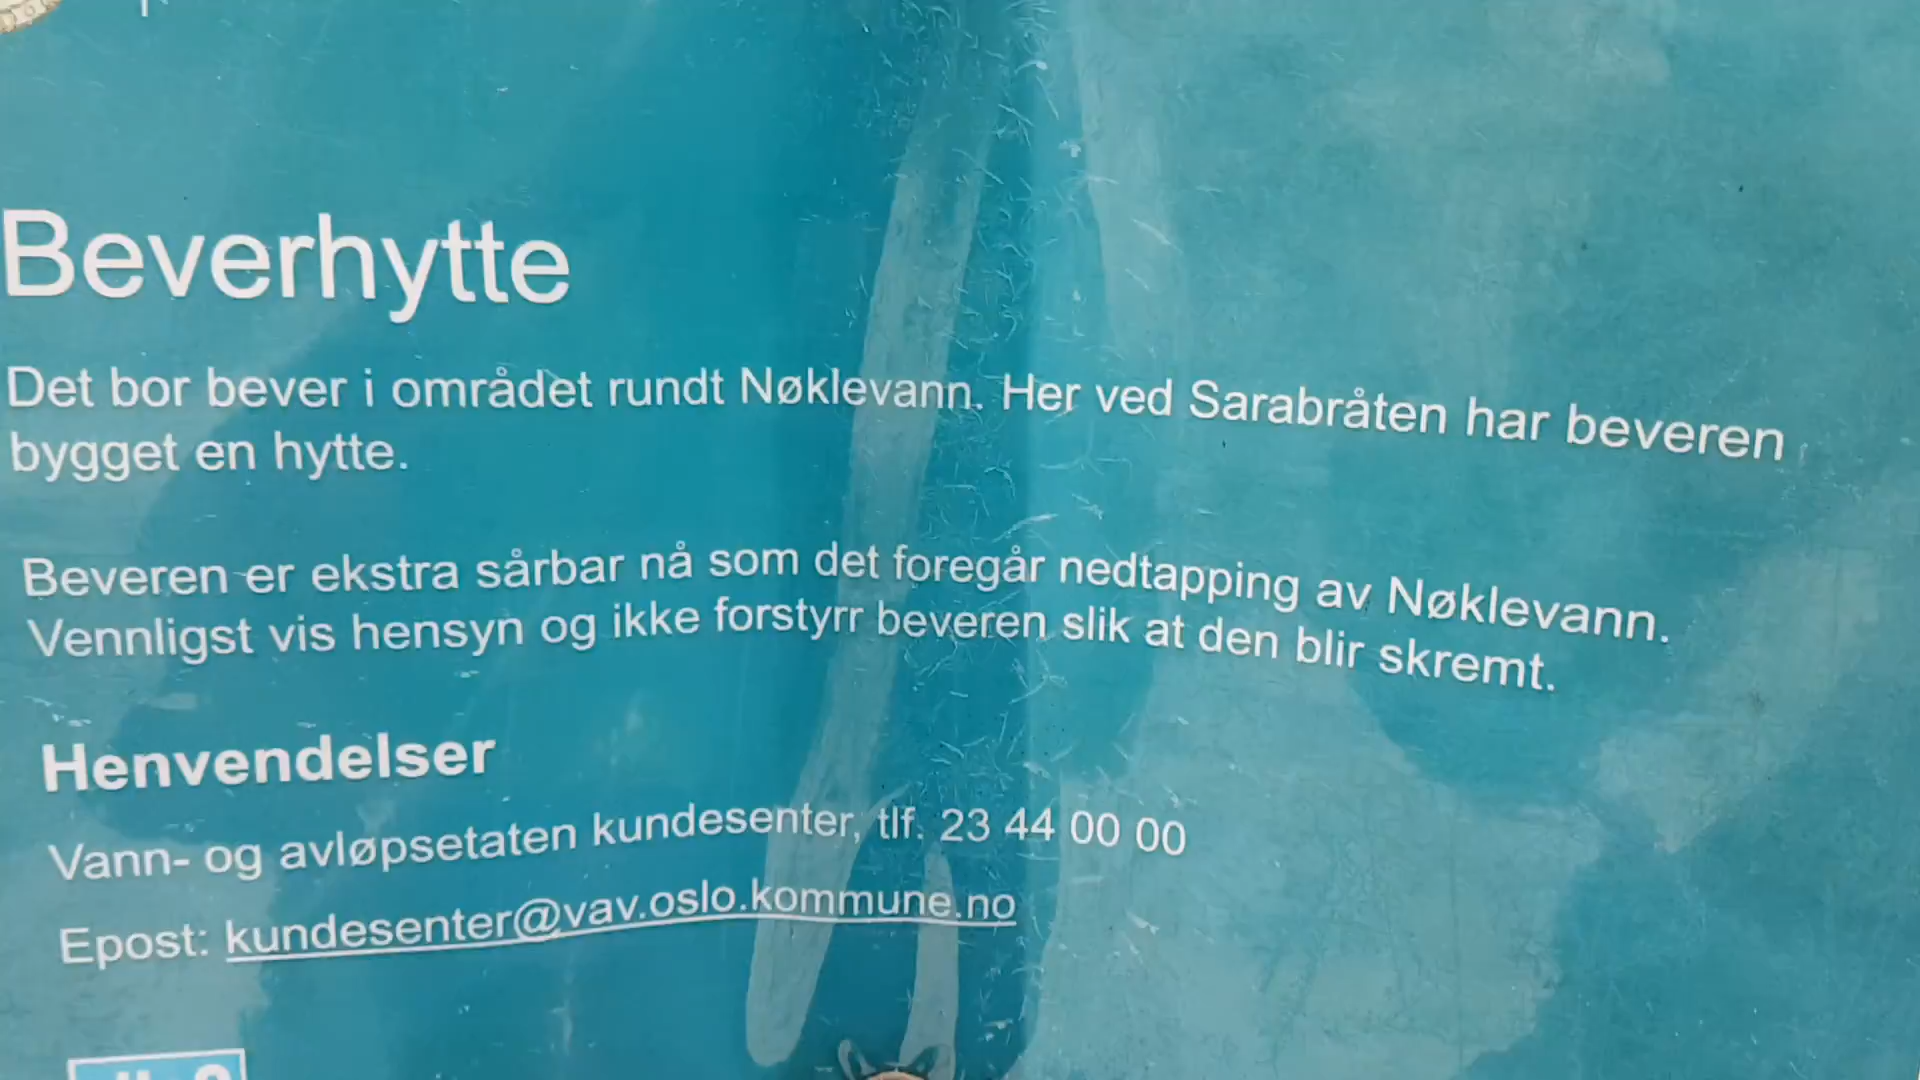 Beverhytte
Det bor bever i området rundt Nøklevann. Her ved Sarabråten har beveren
bygget en hytte.
Beveren er ekstra sårbar nå som det foregår nedtapping av Nøklevann.
Vennligst vis hensyn og ikke forstyrr beveren slik at den blir skremt.
Henvendelser
Vann- og avløpsetaten kundesenter, tlf. 23 44 00 00
Epost: kundesenter@vav.oslo.kommune.no